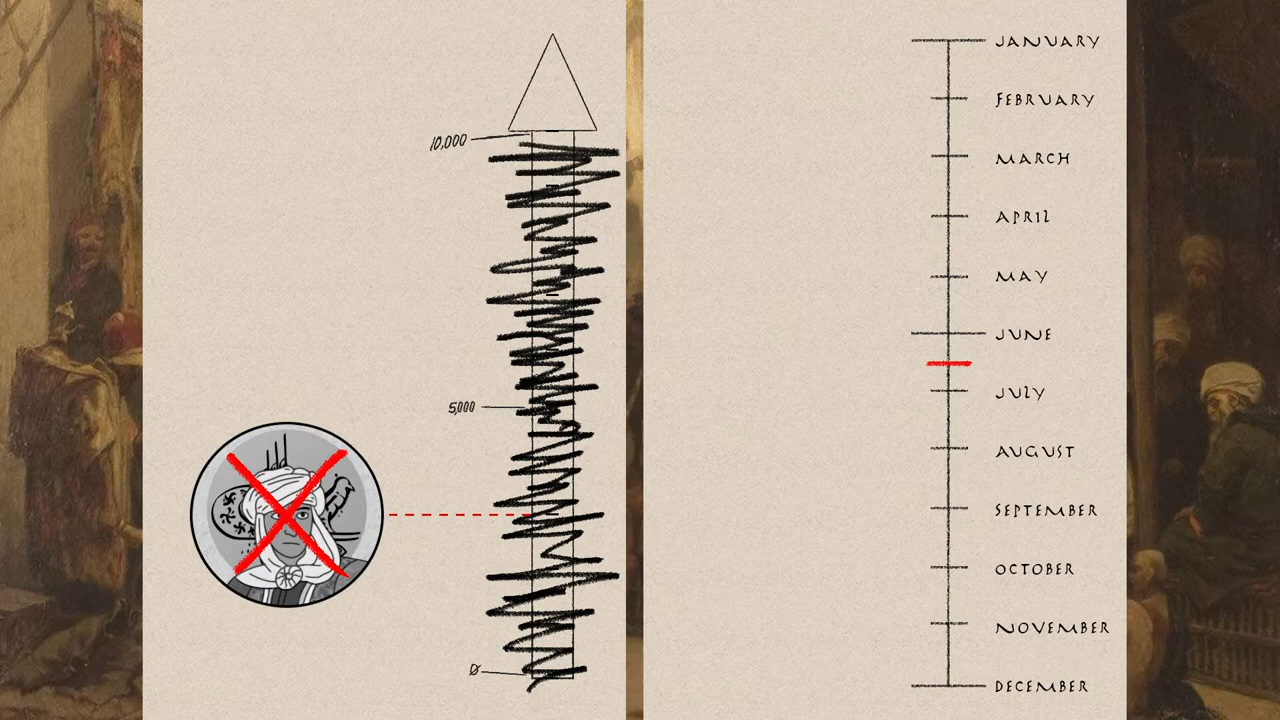 10,000
5,000
0
JANUARY
FEBRUARY
MARCH
APRIL
MAY
JUNE
JULY
AUGUST
SEPTEMBER
OCTOBER
NOVEMBER
DECEMBER